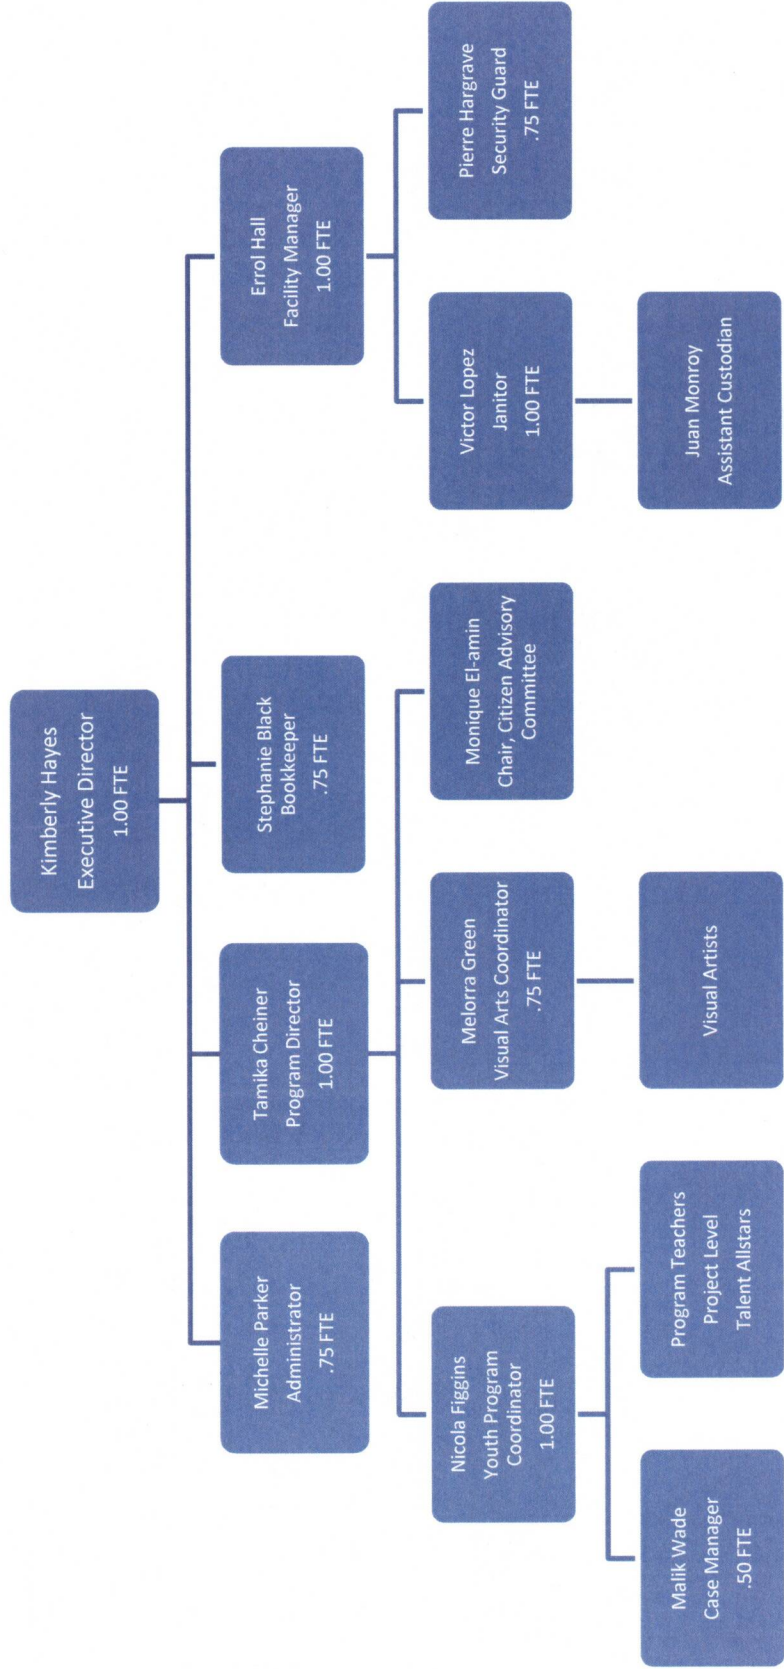 Kimberly Hayes
Executive Director
1.00 FTE
Michelle Parker
Administrator
.75 FTE
Tamika Cheiner
Program Director
1.00 FTE
Stephanie Black
Bookkeeper
.75 FTE
Errol Hall
Facility Manager
1.00 FTE
Nicola Figgins
Youth Program
Coordinator
1.00 FTE
Melorra Green
Visual Arts Coordinator
.75 FTE
Monique El-amin
Chair, Citizen Advisory
Committee
Victor Lopez
Janitor
1.00 FTE
Pierre Hargrave
Security Guard
.75 FTE
Malik Wade
Case Manager
.50 FTE
Program Teachers
Project Level
Talent Allstars
Visual Artists
Juan Monroy
Assistant Custodian